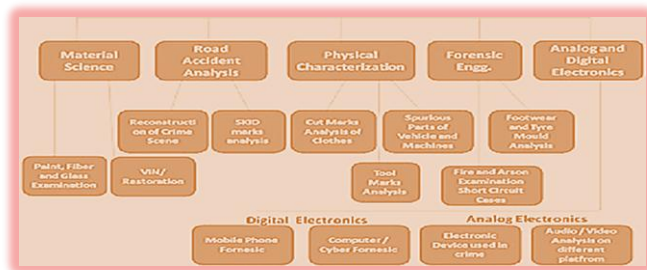 Material
Science
Road
Accident
Analysis
Physical
Characterization
Forensic
Engg.
Analog and
Digital
Electronics
Reconstructi
on of Crime
Scene
SKID
marks
analysis
Cut Marks
Analysis of
Clothes
Spurious
Parts of
Vehicle and
Machines
Footwear
and Tyre
Mould
Analysis
Paint, Fiber
and Glass
Examination
VIN/
Restoration
Tool
Marks
Analysis
Fire and Arson
Examination
Short Circuit
Cases
Digital Electronics
Analog Electronics
Mobile Phone
Fornesic
Computer /
Cyber Fornesic
Electronic
Device used in
crime
Audio / Video
Analysis on
different
platfrom